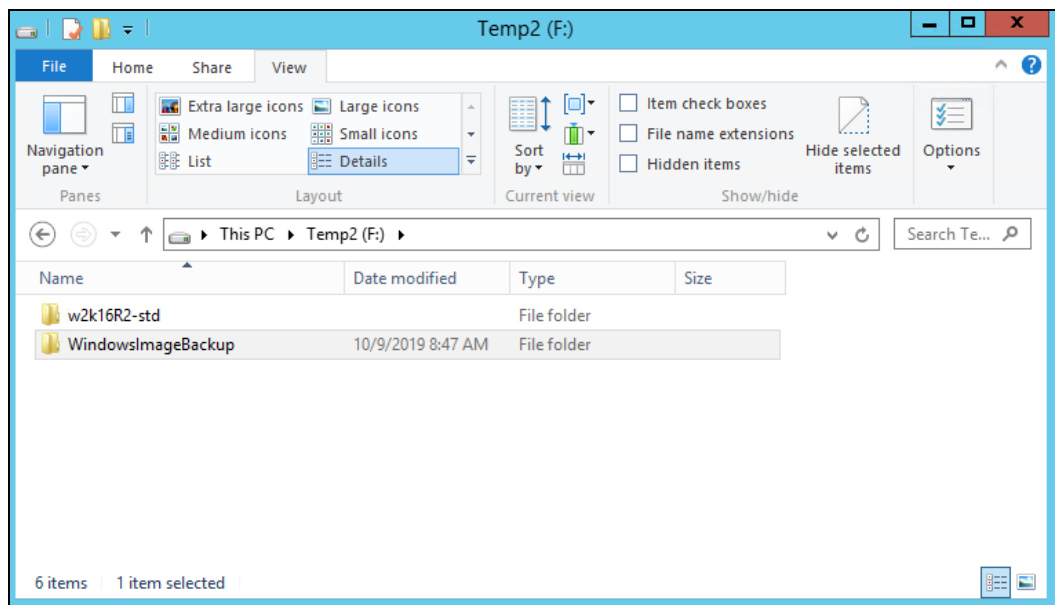 Temp2 (F:)
File Home Share View
Extra large icons Large icons
Medium icons Small icons
List Details
Navigation pane
Panes
Layout
Sort by
Current view
Item check boxes
File name extensions
Hidden items
Hide selected items
Show/hide
Options
This PC Temp2 (F:)
Search Te...
Name Date modified Type Size
w2k16R2-std File folder
WindowsImageBackup 10/9/2019 8:47 AM File folder
6 items 1 item selected